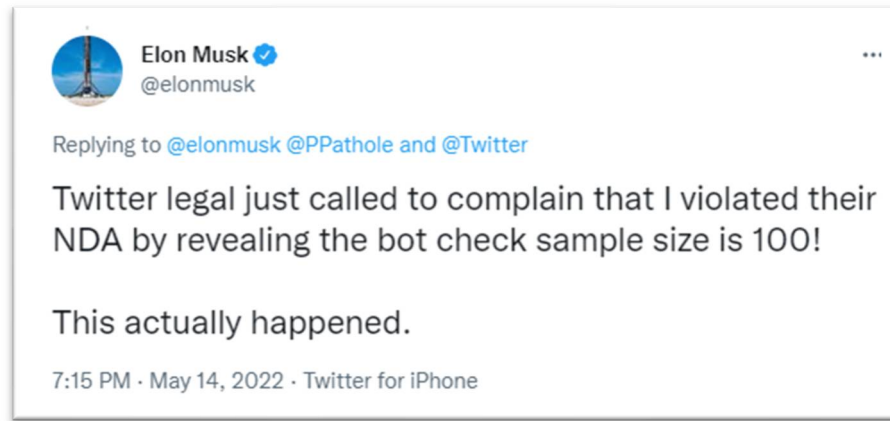 Elon Musk
@elonmusk
Replying to @elonmusk @PPathole and @Twitter
Twitter legal just called to complain that I violated their
NDA by revealing the bot check sample size is 100!
This actually happened.
7:15 PM · May 14, 2022 · Twitter for iPhone